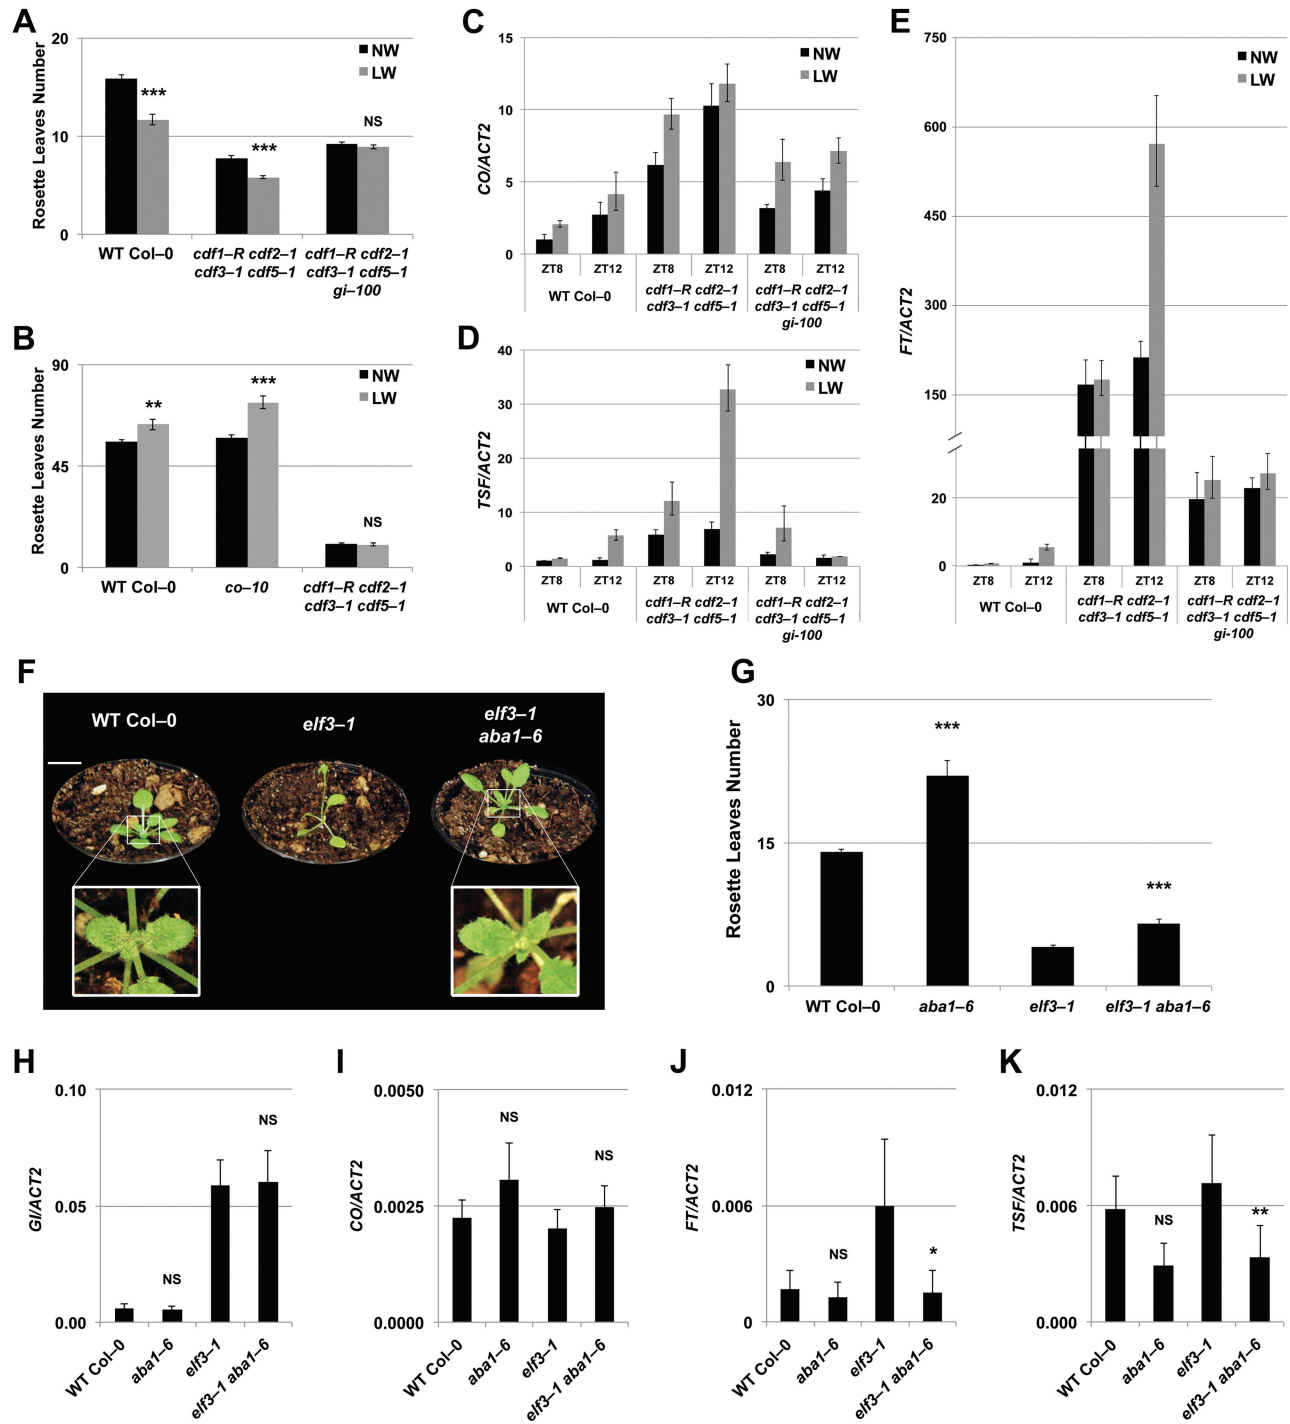 A
Rosette Leaves Number
20
10
0
NW
LW
***
***
NS
WT Col–0
cdf1–R cdf2–1
cdf3–1 cdf5–1
cdf1–R cdf2–1
cdf3–1 cdf5–1
gi–100
B
Rosette Leaves Number
90
45
0
NW
LW
**
***
NS
WT Col–0
co–10
cdf1–R cdf2–1
cdf3–1 cdf5–1
C
CO/ACT2
15
10
5
0
NW
LW
ZT8 ZT12 ZT8 ZT12 ZT8 ZT12
WT Col–0
cdf1–R cdf2–1
cdf3–1 cdf5–1
cdf1–R cdf2–1
cdf3–1 cdf5–1
gi-100
D
TSF/ACT2
40
30
20
10
0
NW
LW
ZT8 ZT12 ZT8 ZT12 ZT8 ZT12
WT Col–0
cdf1–R cdf2–1
cdf3–1 cdf5–1
cdf1–R cdf2–1
cdf3–1 cdf5–1
gi-100
E
FT/ACT2
750
600
450
300
150
20
0
NW
LW
ZT8 ZT12 ZT8 ZT12 ZT8 ZT12
WT Col–0
cdf1–R cdf2–1
cdf3–1 cdf5–1
cdf1–R cdf2–1
cdf3–1 cdf5–1
gi-100
F
WT Col–0
elf3–1
elf3–1
aba1–6
G
Rosette Leaves Number
30
15
0
***
***
WT Col–0
aba1–6
elf3–1
elf3–1 aba1–6
H
GI/ACT2
0.10
0.05
0.00
NS
NS
WT Col–0
aba1–6
elf3–1
elf3–1 aba1–6
I
CO/ACT2
0.0050
0.0025
0.0000
NS
NS
WT Col–0
aba1–6
elf3–1
elf3–1 aba1–6
J
FT/ACT2
0.012
0.006
0
NS
*
WT Col–0
aba1–6
elf3–1
elf3–1 aba1–6
K
TSF/ACT2
0.012
0.006
0.000
NS
**
WT Col–0
aba1–6
elf3–1
elf3–1 aba1–6